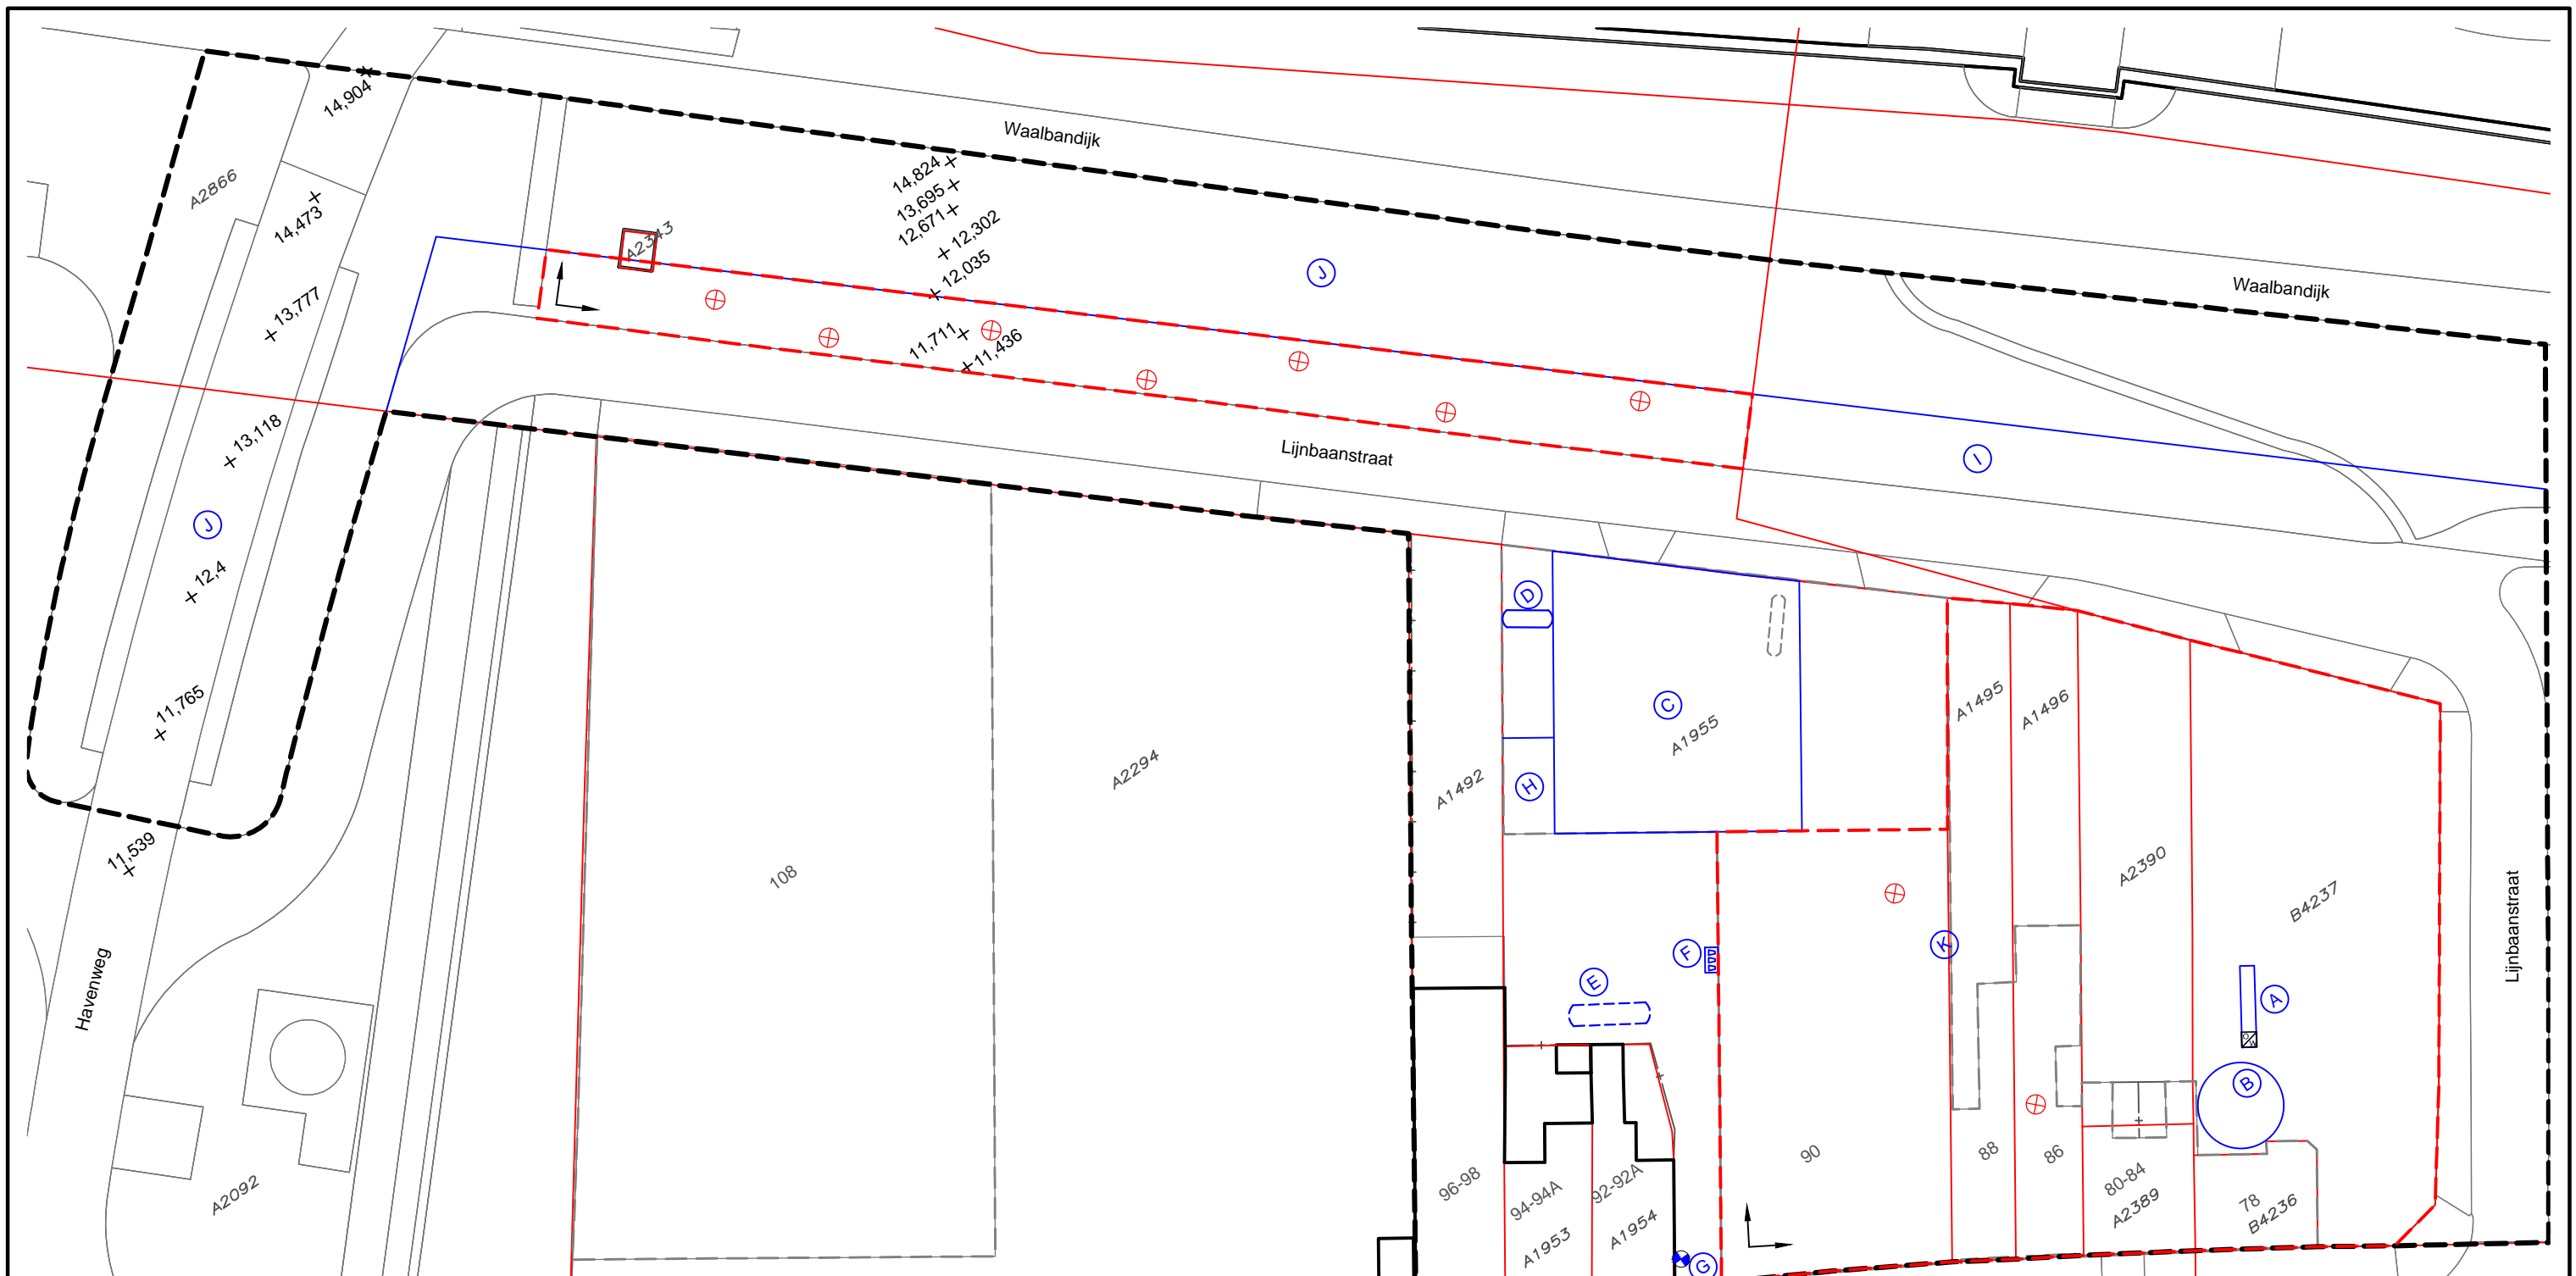 14,904
Waalbandijk
A2866
14,473
A2343
14,824
13,695
12,671
12,302
12,035
J
Waalbandijk
13,777
11,711
11,436
13,118
Lijnbaanstraat
I
J
12,4
D
11,765
C
A1955
A1495
A1496
A2294
A1492
H
11,539
108
A2390
B4237
Havenweg
F
K
Lijnbaanstraat
E
A
B
A2092
96-98
94-94A
92-92A
90
88
86
80-84
A2389
78
B4236
A1953
A1954
G